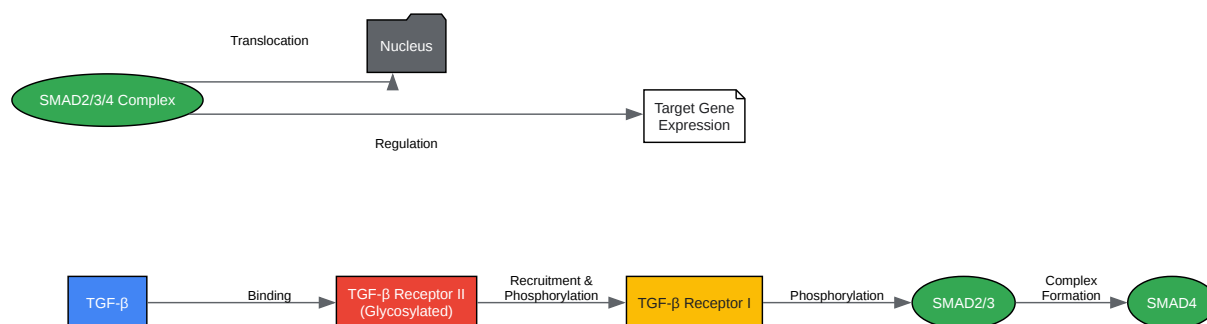 Translocation
Nucleus
SMAD2/3/4 Complex
Target Gene
Expression
Regulation
TGF-β
Binding
TGF-β Receptor II
(Glycosylated)
Recruitment &
Phosphorylation
TGF-β Receptor I
Phosphorylation
SMAD2/3
Complex
Formation
SMAD4